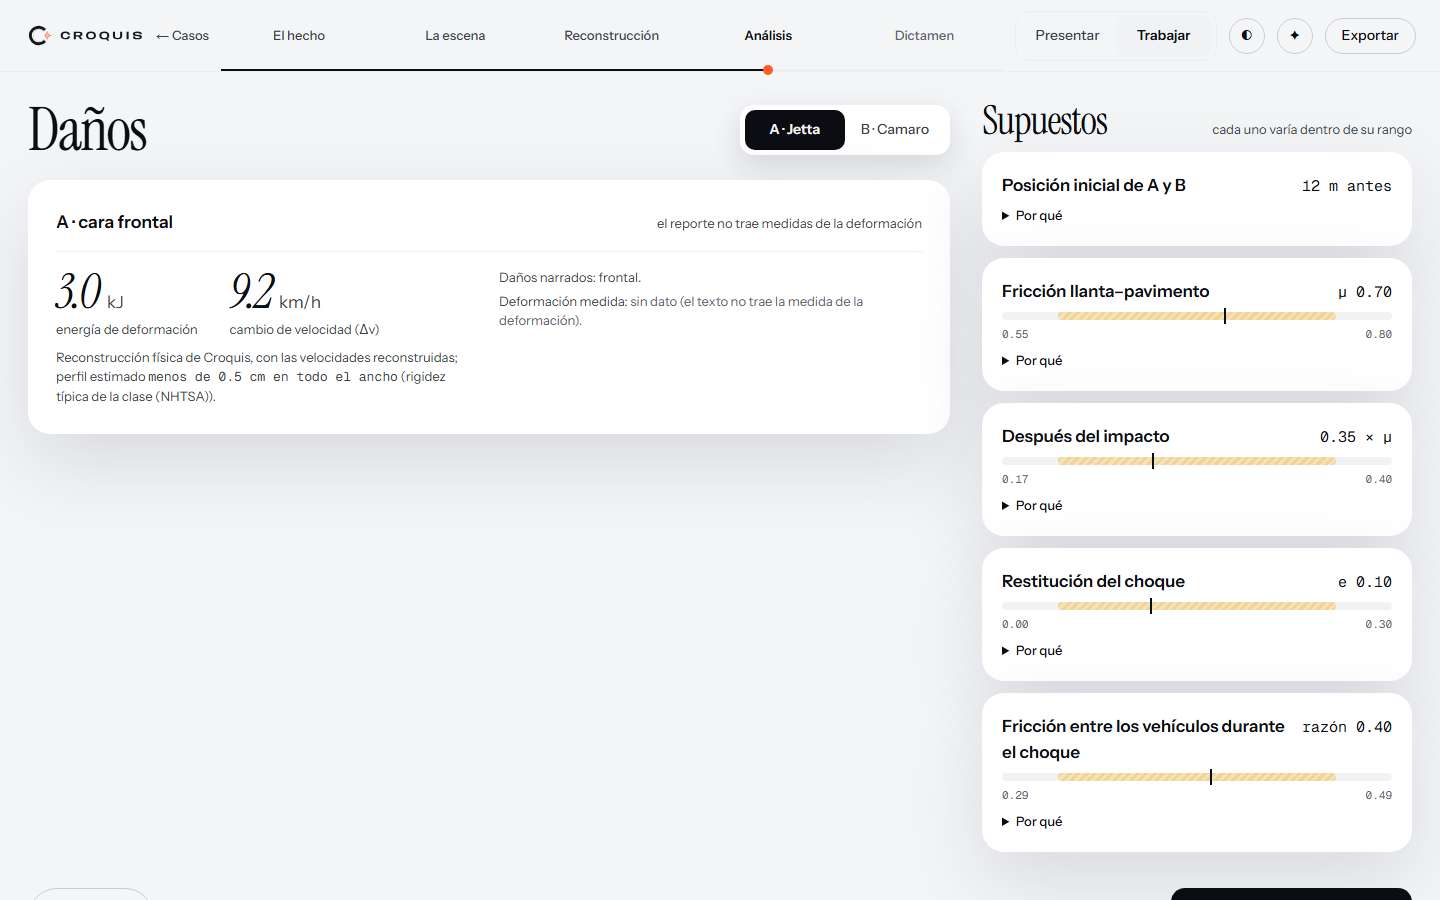 CROQUIS
← Casos
El hecho
La escena
Reconstrucción
Análisis
Dictamen
Presentar
Trabajar
Exportar
Daños
A · Jetta
B · Camaro
A · cara frontal
el reporte no trae medidas de la deformación
3.0 kJ
energía de deformación
9.2 km/h
cambio de velocidad (Δv)
Reconstrucción física de Croquis, con las velocidades reconstruidas;
perfil estimado menos de 0.5 cm en todo el ancho (rigidez
típica de la clase (NHTSA)).
Daños narrados: frontal.
Deformación medida: sin dato (el texto no trae la medida de la
deformación).
Supuestos
cada uno varía dentro de su rango
Posición inicial de A y B
12 m antes
Por qué
Fricción llanta–pavimento
μ 0.70
0.55
0.80
Por qué
Después del impacto
0.35 × μ
0.17
0.40
Por qué
Restitución del choque
e 0.10
0.00
0.30
Por qué
Fricción entre los vehículos durante
el choque
razón 0.40
0.29
0.49
Por qué